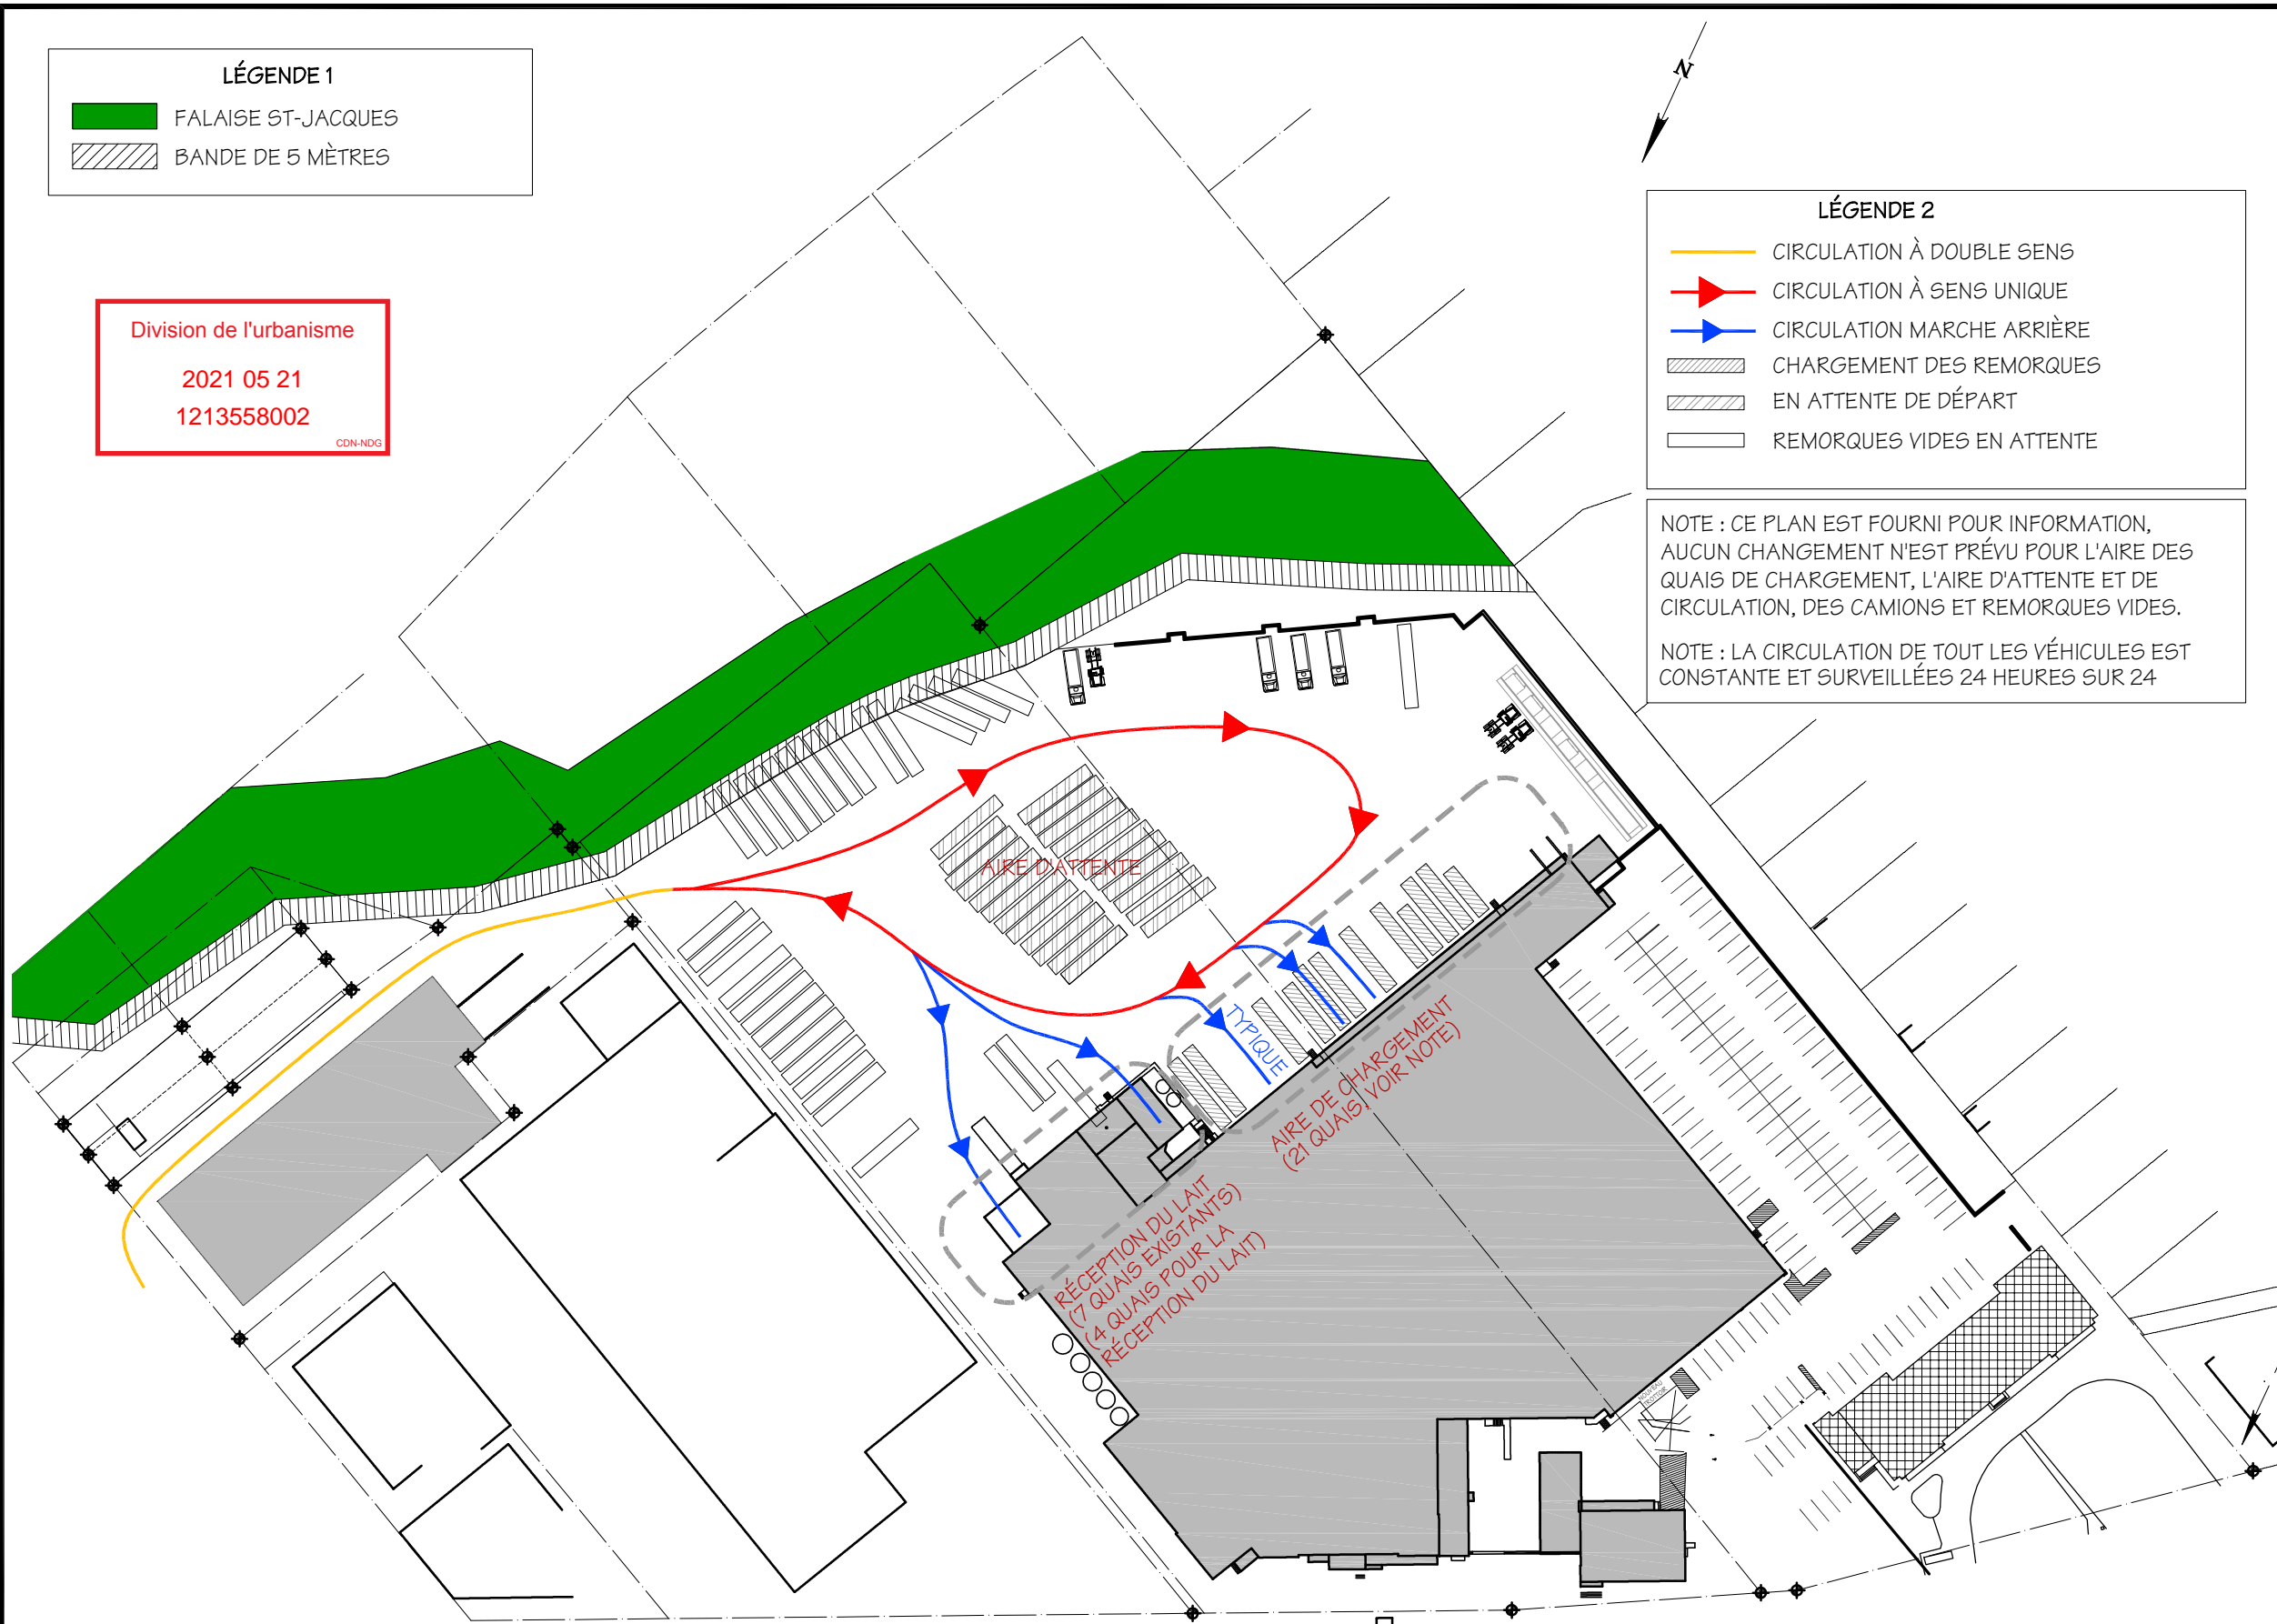 LÉGENDE 1
FALAISE ST-JACQUES
BANDE DE 5 MÈTRES
Division de l'urbanisme
2021 05 21
1213558002
CDN-NDG
N
LÉGENDE 2
CIRCULATION À DOUBLE SENS
CIRCULATION À SENS UNIQUE
CIRCULATION MARCHE ARRIÈRE
CHARGEMENT DES REMORQUES
EN ATTENTE DE DÉPART
REMORQUES VIDES EN ATTENTE
NOTE : CE PLAN EST FOURNI POUR INFORMATION,
AUCUN CHANGEMENT N'EST PRÉVU POUR L'AIRE DES
QUAIS DE CHARGEMENT, L'AIRE D'ATTENTE ET DE
CIRCULATION, DES CAMIONS ET REMORQUES VIDES.
NOTE : LA CIRCULATION DE TOUT LES VÉHICULES EST
CONSTANTE ET SURVEILLÉES 24 HEURES SUR 24
AIRE D'ATTENTE
TYPIQUE
AIRE DE CHARGEMENT
(21 QUAIS, VOIR NOTE)
RÉCEPTION DU LAIT
(7 QUAIS EXISTANTS)
(4 QUAIS POUR LA
RÉCEPTION DU LAIT)
NOUVEAU
TROTTOIR